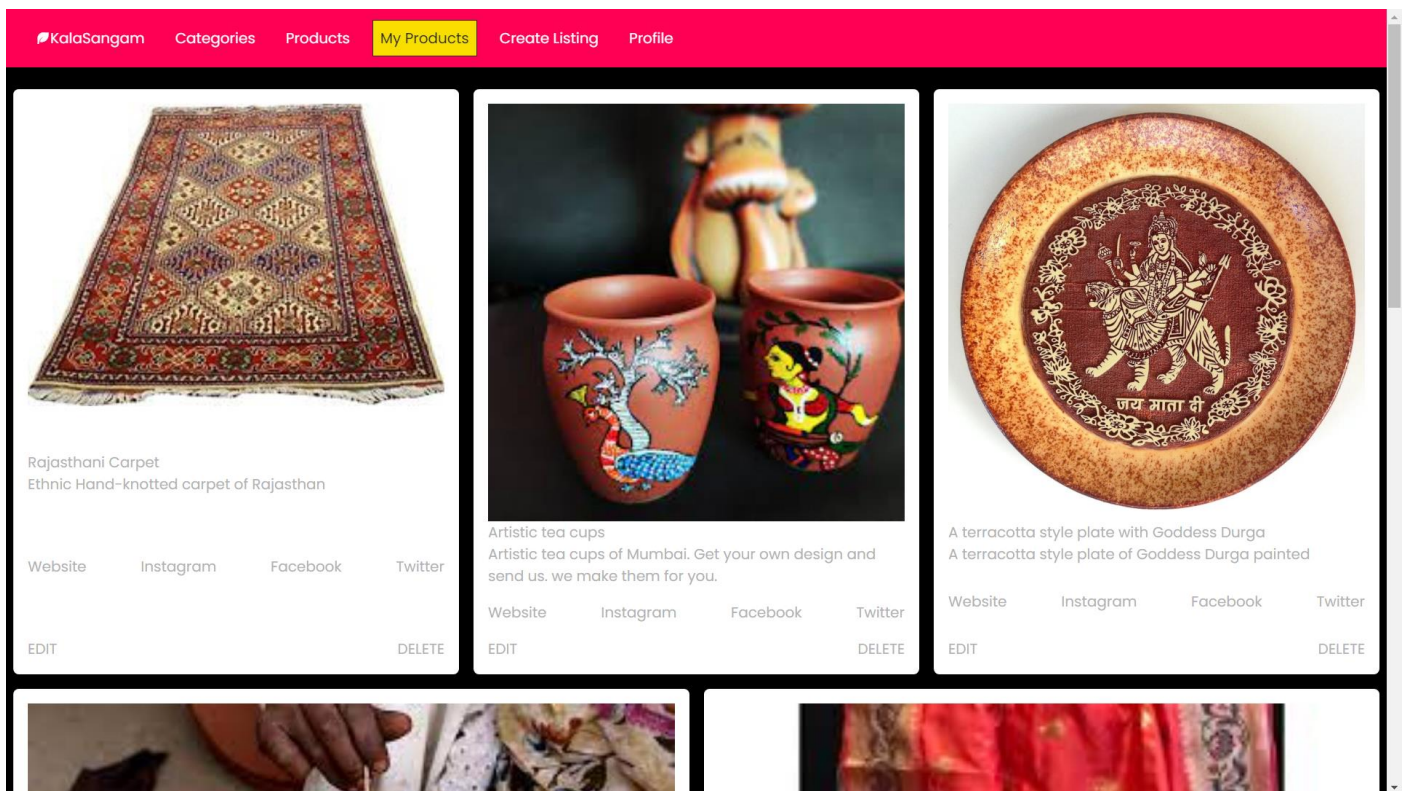 KalaSangam Categories Products My Products Create Listing Profile
जय माता दी
Rajasthani Carpet
Ethnic Hand-knotted carpet of Rajasthan
Website Instagram Facebook Twitter
EDIT DELETE
Artistic tea cups
Artistic tea cups of Mumbai. Get your own design and
send us. we make them for you.
Website Instagram Facebook Twitter
EDIT DELETE
A terracotta style plate with Goddess Durga
A terracotta style plate of Goddess Durga painted
Website Instagram Facebook Twitter
EDIT DELETE